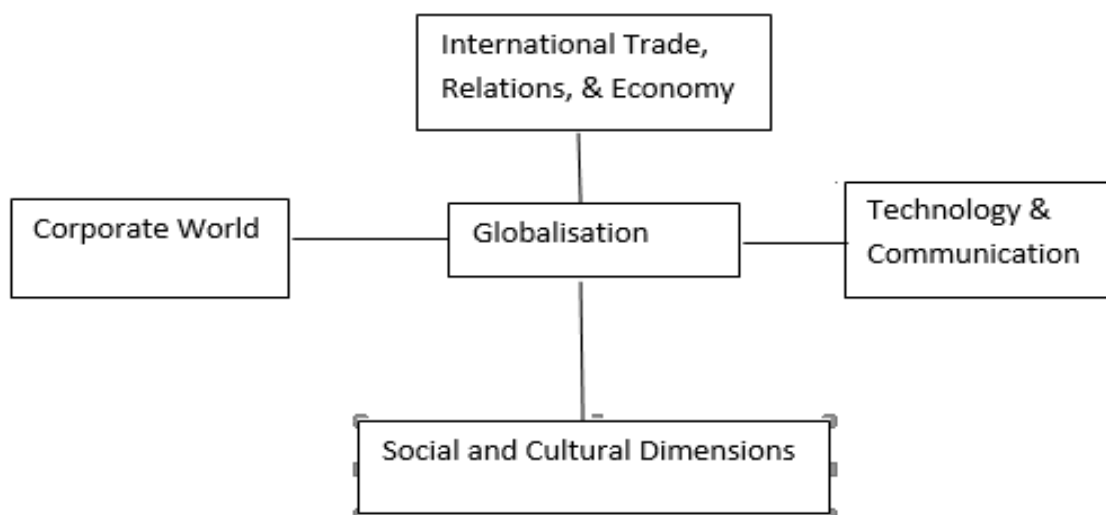 International Trade,
Relations, & Economy
Corporate World
Globalisation
Technology &
Communication
Social and Cultural Dimensions